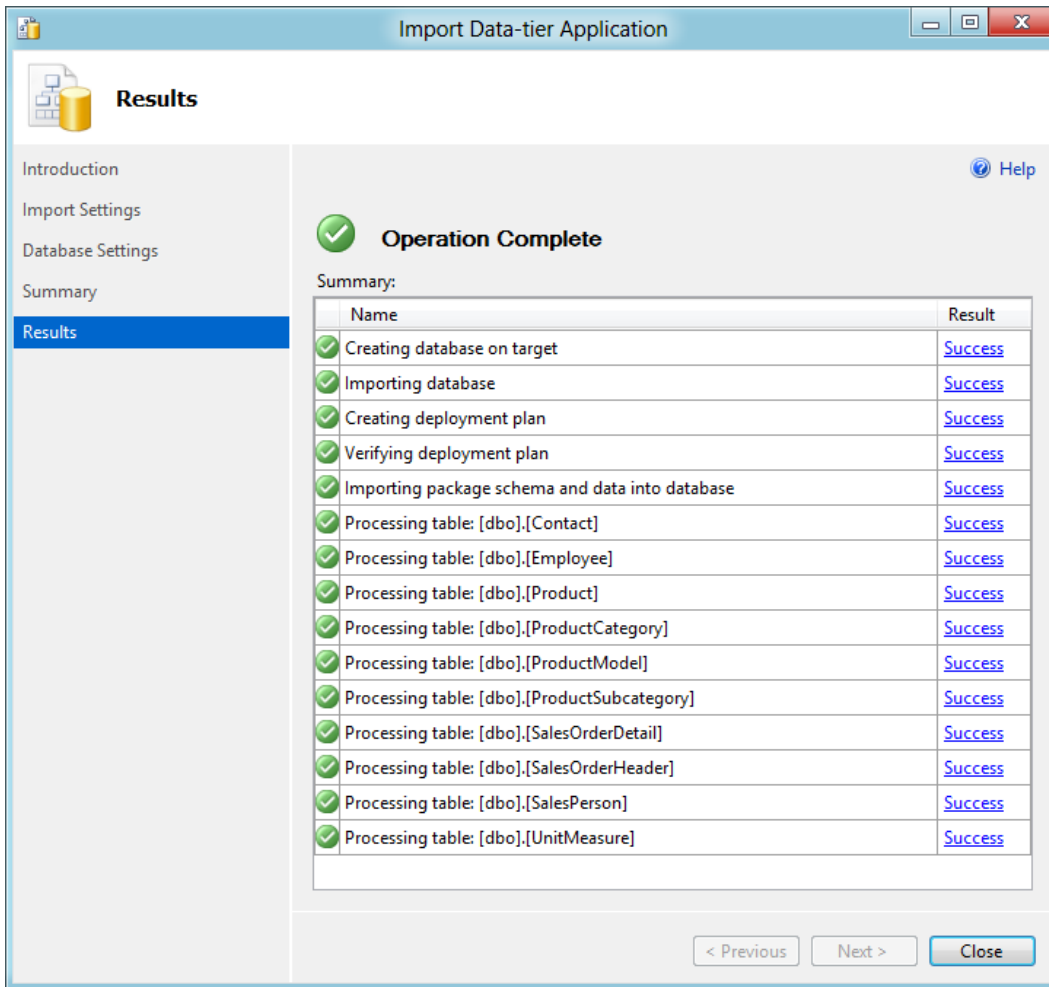 Import Data-tier Application
Results
Introduction
Import Settings
Database Settings
Summary
Results
Help
Operation Complete
Summary:
Name Result
Creating database on target Success
Importing database Success
Creating deployment plan Success
Verifying deployment plan Success
Importing package schema and data into database Success
Processing table: [dbo].[Contact] Success
Processing table: [dbo].[Employee] Success
Processing table: [dbo].[Product] Success
Processing table: [dbo].[ProductCategory] Success
Processing table: [dbo].[ProductModel] Success
Processing table: [dbo].[ProductSubcategory] Success
Processing table: [dbo].[SalesOrderDetail] Success
Processing table: [dbo].[SalesOrderHeader] Success
Processing table: [dbo].[SalesPerson] Success
Processing table: [dbo].[UnitMeasure] Success
< Previous Next > Close